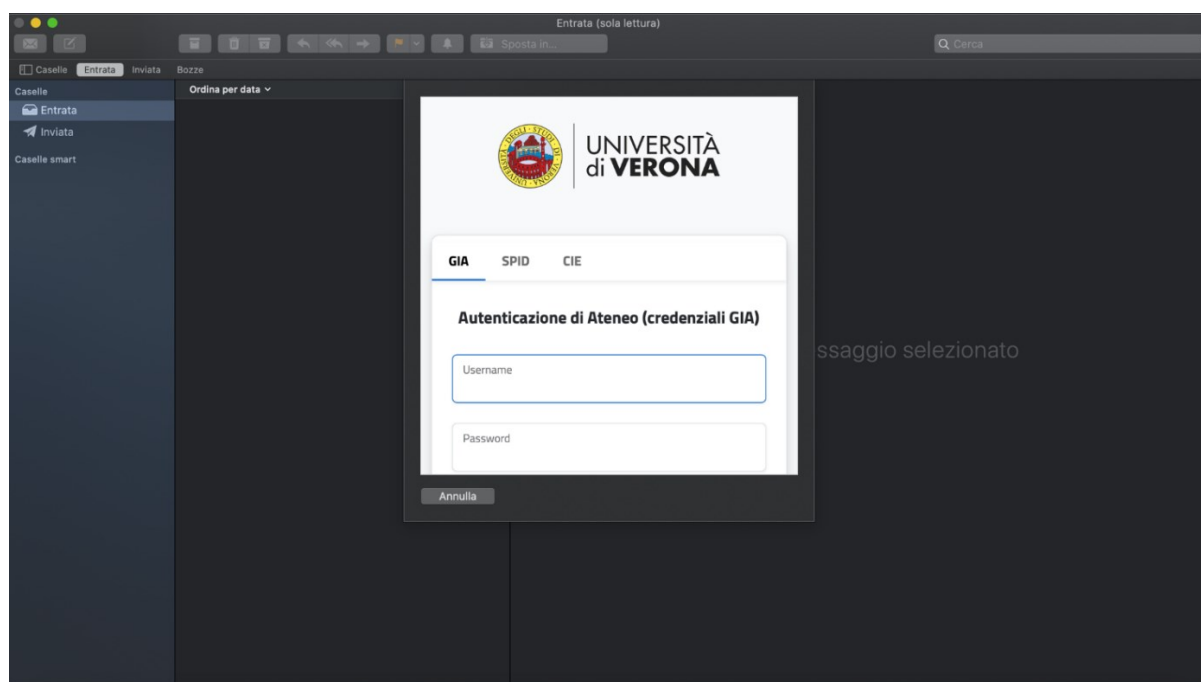 Entrata (sola lettura)
Sposta in...
Cerca
Caselle Entrata Inviata Bozze
Caselle
Entrata
Inviata
Caselle smart
Ordina per data
UNIVERSITÀ
di VERONA
GIA SPID CIE
Autenticazione di Ateneo (credenziali GIA)
Username
Password
Annulla
ssaggio selezionato